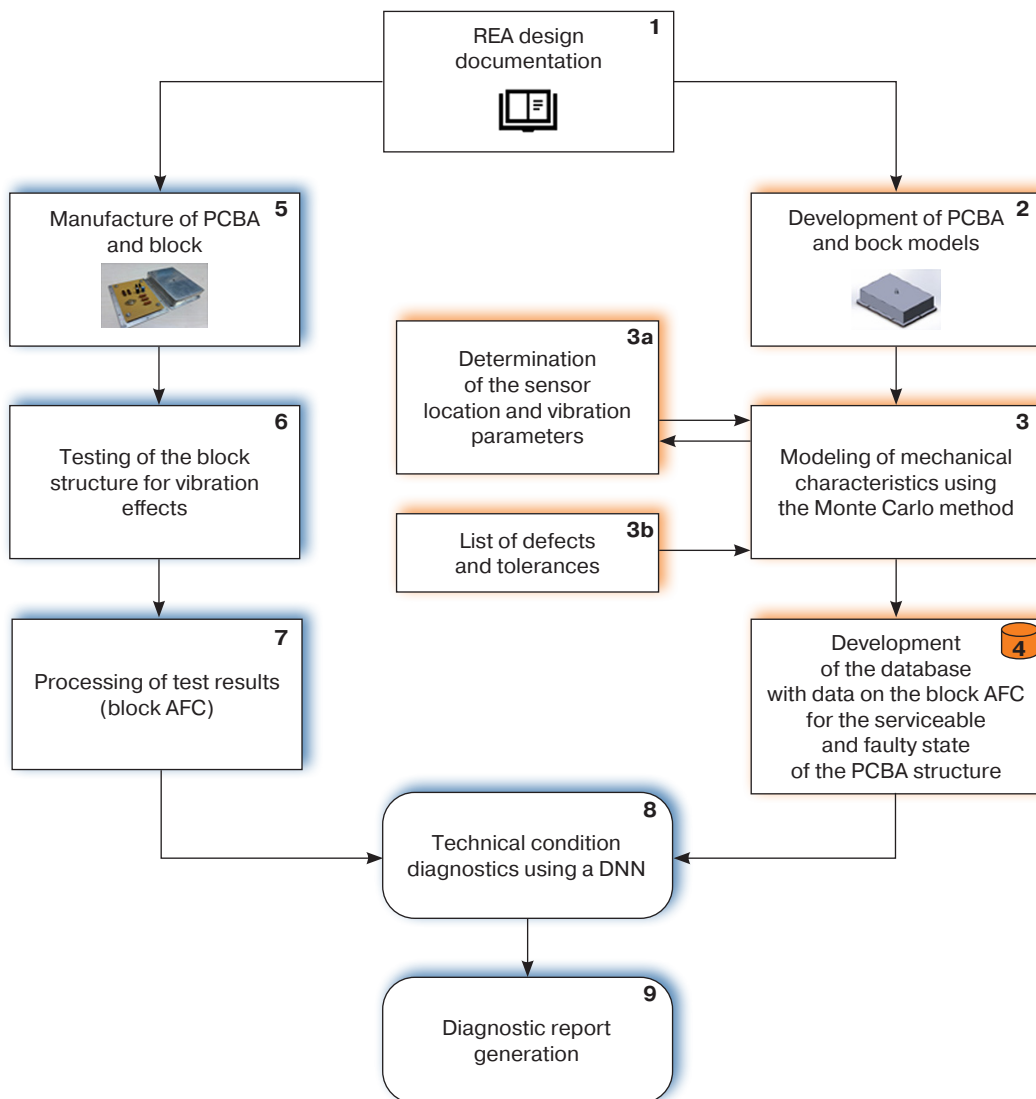 1
REA design
documentation
5
Manufacture of PCBA
and block
2
Development of PCBA
and bock models
3a
Determination
of the sensor
location and vibration
parameters
6
Testing of the block
structure for vibration
effects
3
Modeling of mechanical
characteristics using
the Monte Carlo method
3b
List of defects
and tolerances
7
Processing of test results
(block AFC)
4
Development
of the database
with data on the block AFC
for the serviceable
and faulty state
of the PCBA structure
8
Technical condition
diagnostics using a DNN
9
Diagnostic report
generation